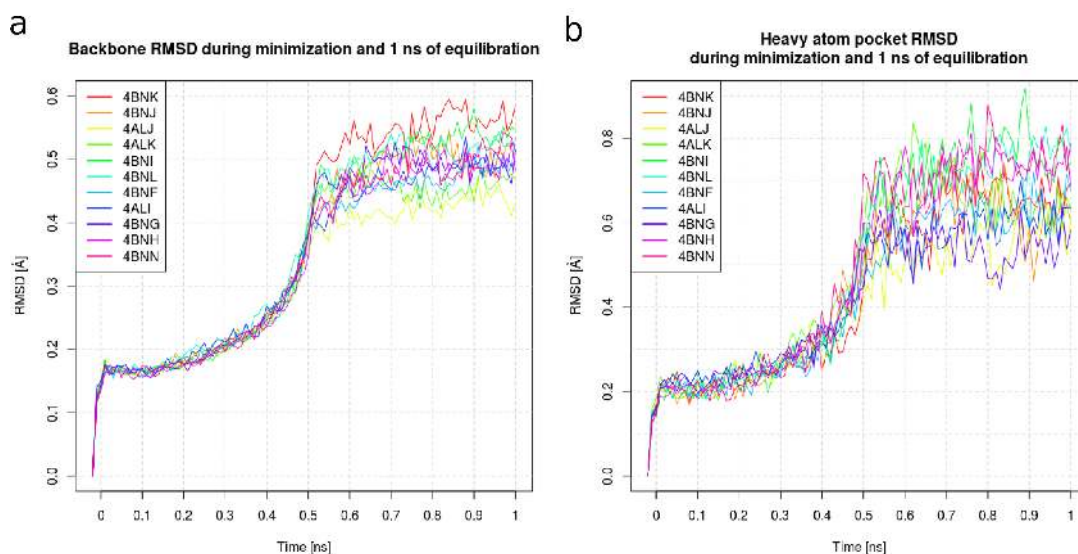 a
Backbone RMSD during minimization and 1 ns of equilibration
RMSD [Å]
0.6
0.5
0.4
0.3
0.2
0.1
0.0
4BNK
4BNJ
4ALJ
4ALK
4BNI
4BNL
4BNF
4ALI
4BNG
4BNH
4BNN
0 0.1 0.2 0.3 0.4 0.5 0.6 0.7 0.8 0.9 1
Time [ns]
b
Heavy atom pocket RMSD
during minimization and 1 ns of equilibration
RMSD [Å]
0.8
0.6
0.4
0.2
0.0
4BNK
4BNJ
4ALJ
4ALK
4BNI
4BNL
4BNF
4ALI
4BNG
4BNH
4BNN
0 0.1 0.2 0.3 0.4 0.5 0.6 0.7 0.8 0.9 1
Time [ns]